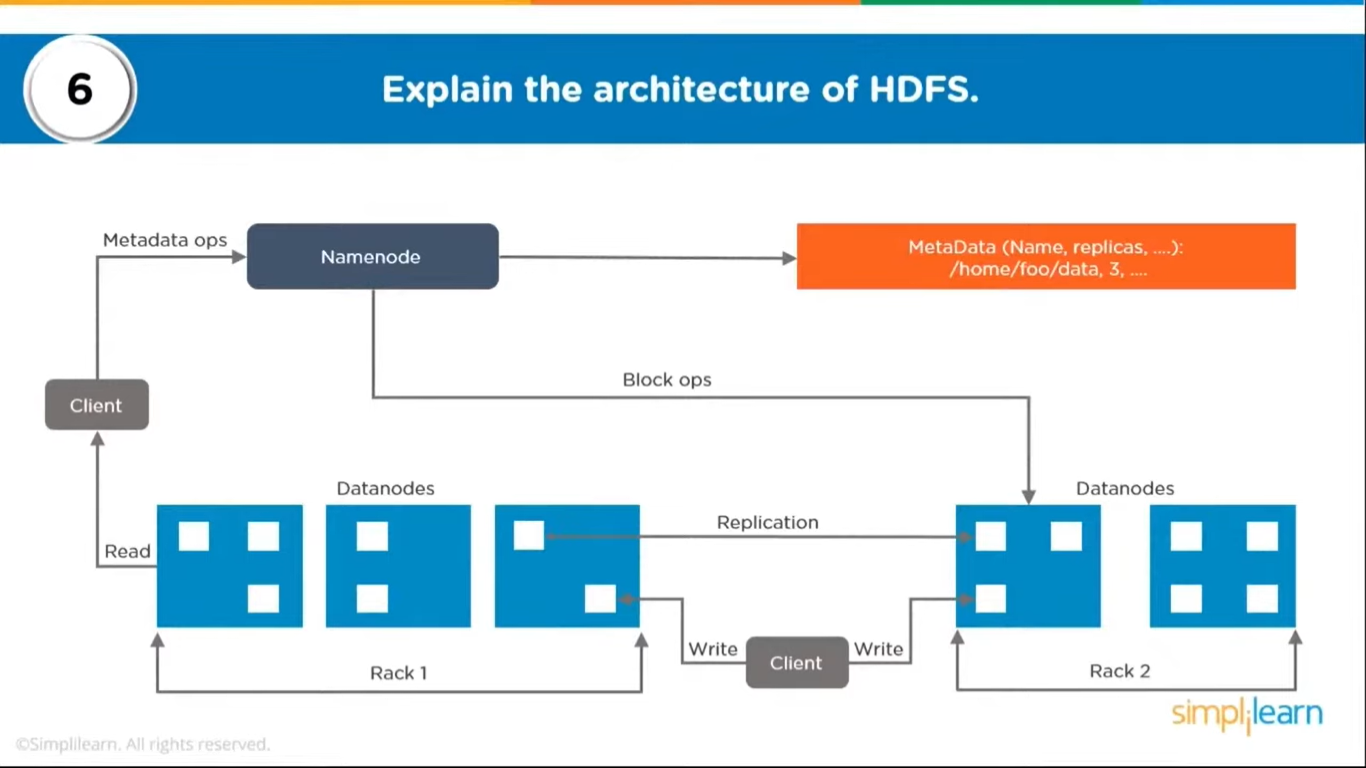 6
Explain the architecture of HDFS.
Metadata ops
Namenode
MetaData (Name, replicas, ....):
/home/foo/data, 3, ....
Block ops
Client
Datanodes
Datanodes
Read
Replication
Write
Client
Write
Rack 1
Rack 2
simplilearn
©Simplilearn. All rights reserved.